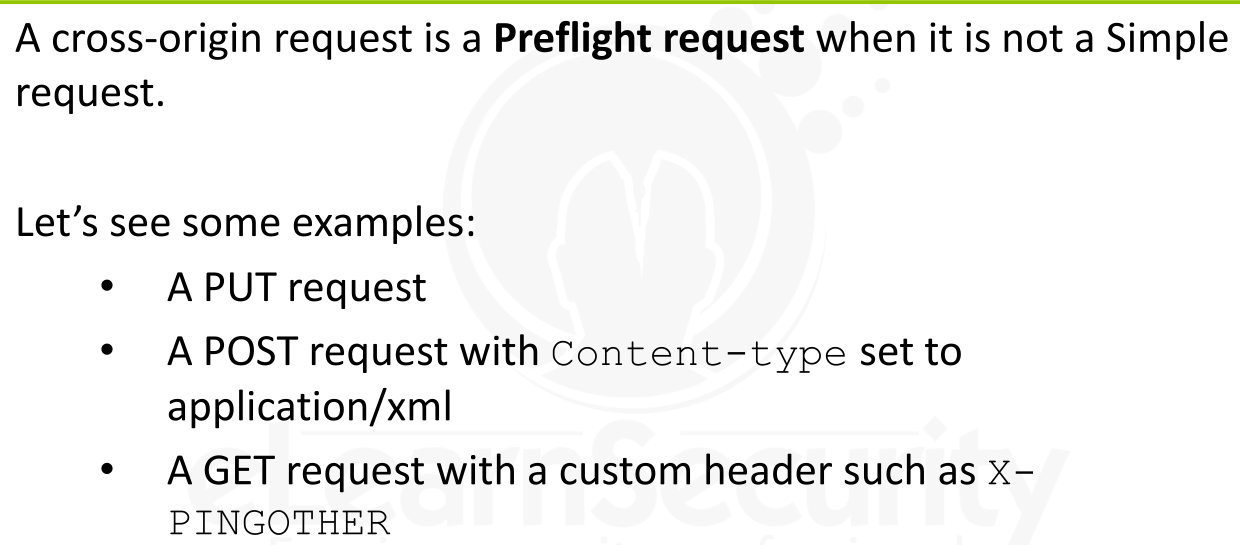 A cross-origin request is a Preflight request when it is not a Simple
request.
Let's see some examples:
• A PUT request
• A POST request with Content-type set to
application/xml
• A GET request with a custom header such as X-
PINGOTHER
eLearnSecurity